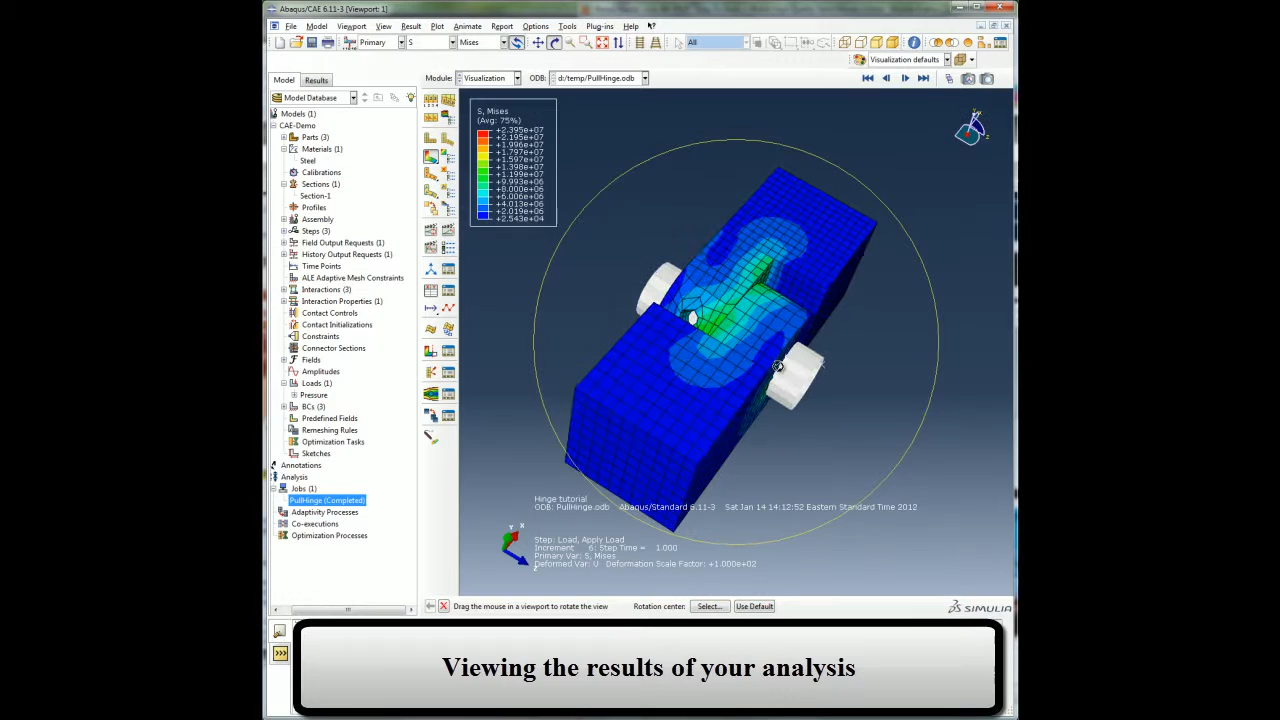 Abaqus/CAE 6.11-3 [Viewport: 1]
File Model Viewport View Result Plot Animate Report Options Tools Plug-ins Help
Primary S Mises All
Visualization defaults
Model Results Module: Visualization ODB: d:/temp/PullHinge.odb
Model Database
Models (1)
CAE-Demo
Parts (3)
Materials (1)
Steel
Calibrations
Sections (1)
Section-1
Profiles
Assembly
Steps (3)
Field Output Requests (1)
History Output Requests (1)
Time Points
ALE Adaptive Mesh Constraints
Interactions (3)
Interaction Properties (1)
Contact Controls
Contact Initializations
Constraints
Connector Sections
Fields
Amplitudes
Loads (1)
Pressure
BCs (3)
Predefined Fields
Remeshing Rules
Optimization Tasks
Sketches
Annotations
Analysis
Jobs (1)
PullHinge (Completed)
Adaptivity Processes
Co-executions
Optimization Processes
S, Mises
(Avg: 75%)
+2.395e+07
+2.195e+07
+1.996e+07
+1.797e+07
+1.597e+07
+1.398e+07
+1.199e+07
+9.993e+06
+8.000e+06
+6.006e+06
+4.013e+06
+2.019e+06
+2.543e+04
Hinge tutorial
ODB: PullHinge.odb Abaqus/Standard 6.11-3 Sat Jan 14 14:12:52 Eastern Standard Time 2012
Y X
Z
Step: Load, Apply Load
Increment 6: Step Time = 1.000
Primary Var: S, Mises
Deformed Var: U Deformation Scale Factor: +1.000e+02
Drag the mouse in a viewport to rotate the view Rotation center: Select... Use Default
SIMULIA
Viewing the results of your analysis